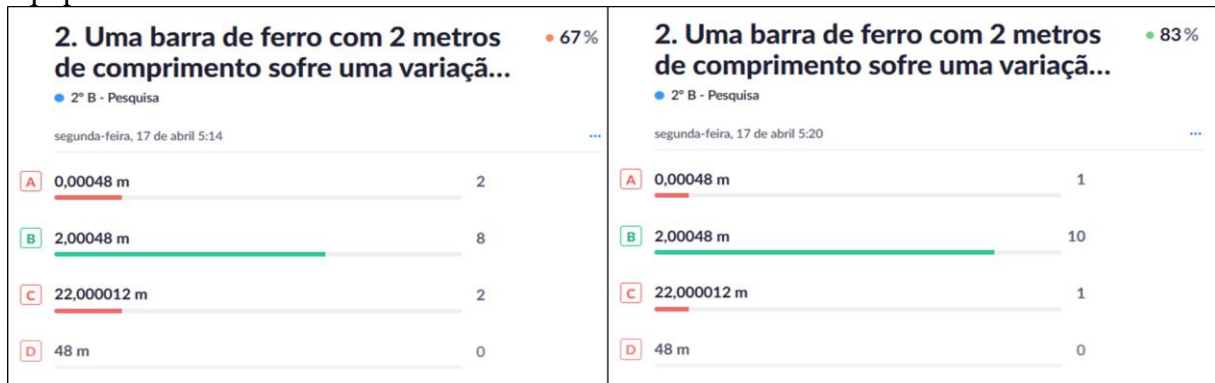 2. Uma barra de ferro com 2 metros
de comprimento sofre uma variaçã...
67%
2º B - Pesquisa
segunda-feira, 17 de abril 5:14
...
A 0,00048 m 2
B 2,00048 m 8
C 22,000012 m 2
D 48 m 0
2. Uma barra de ferro com 2 metros
de comprimento sofre uma variaçã...
83%
2º B - Pesquisa
segunda-feira, 17 de abril 5:20
...
A 0,00048 m 1
B 2,00048 m 10
C 22,000012 m 1
D 48 m 0